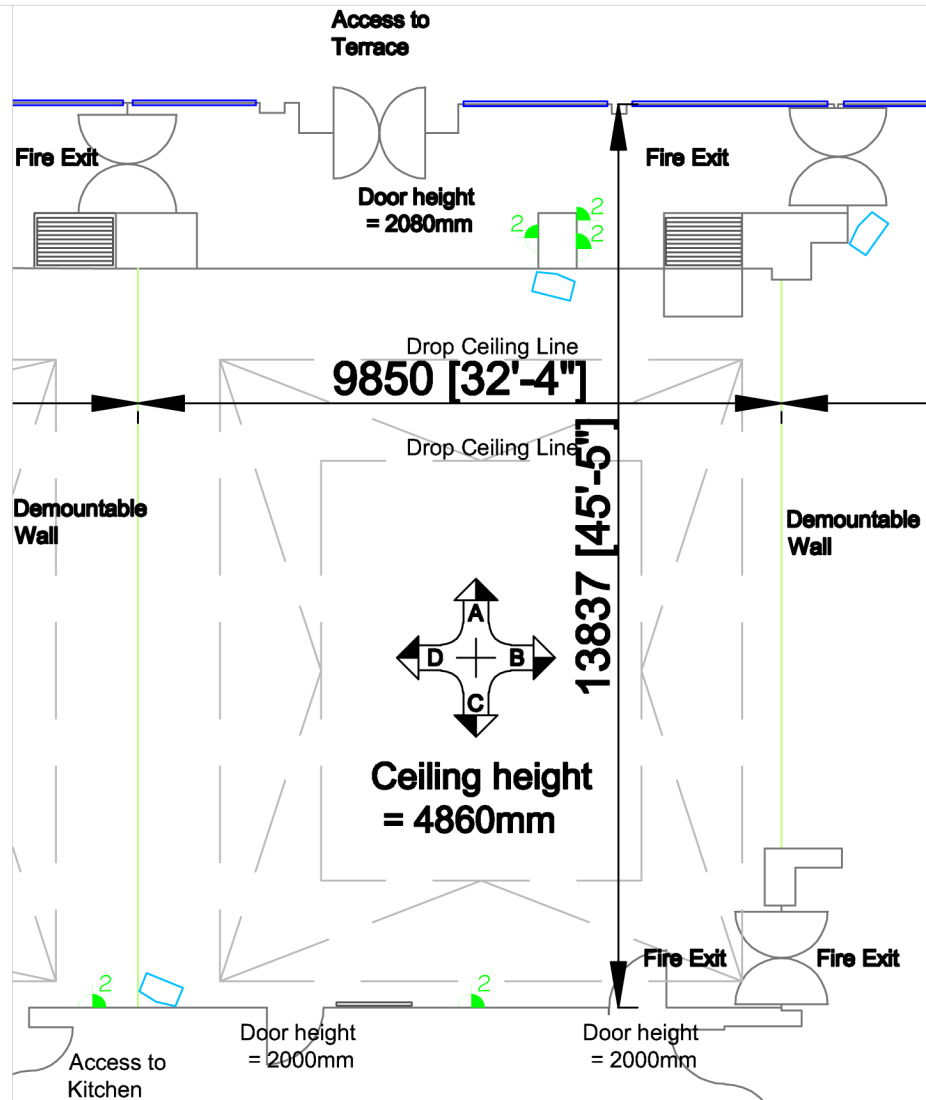 Access to
Terrace
Fire Exit
Fire Exit
Door height
= 2080mm
2
2
2
Drop Ceiling Line
9850 [32'-4"]
Drop Ceiling Line
13837 [45'-5"]
Demountable
Wall
Demountable
Wall
A
D
B
C
Ceiling height
= 4860mm
Fire Exit
Fire Exit
2
2
Door height
= 2000mm
Door height
= 2000mm
Access to
Kitchen